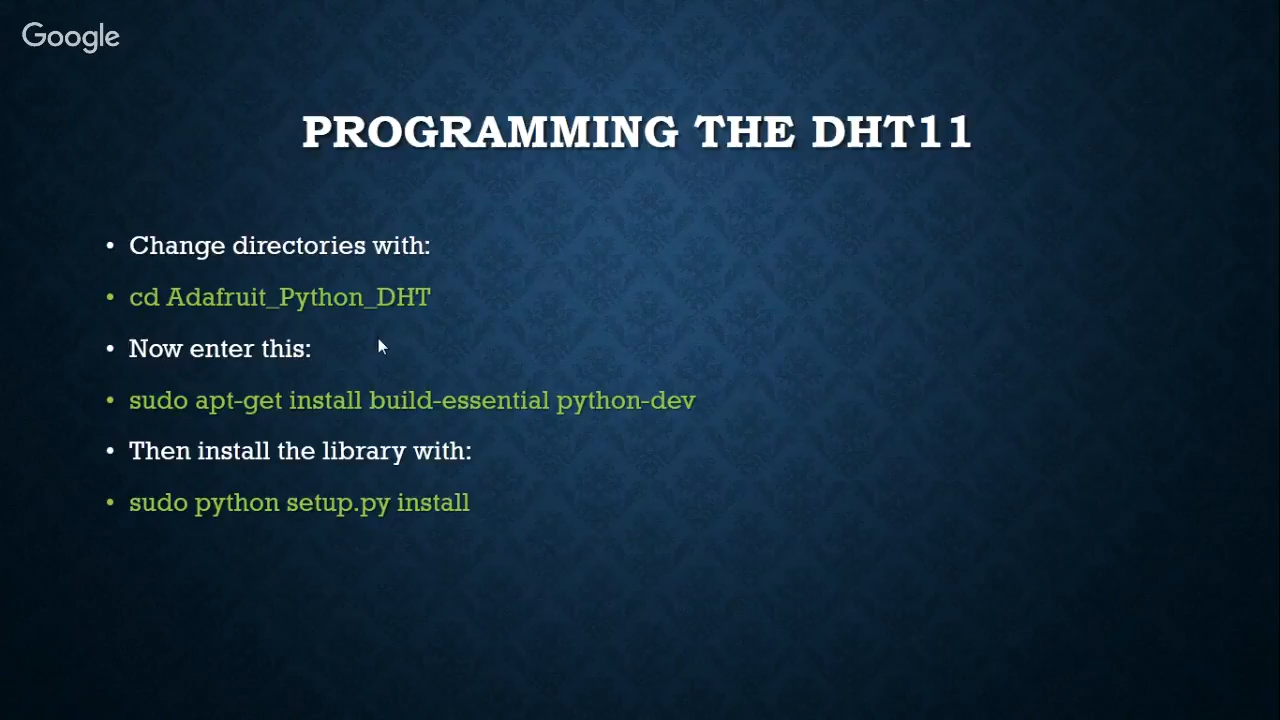 Google
PROGRAMMING THE DHT11
• Change directories with:
• cd Adafruit_Python_DHT
• Now enter this:
• sudo apt-get install build-essential python-dev
• Then install the library with:
• sudo python setup.py install